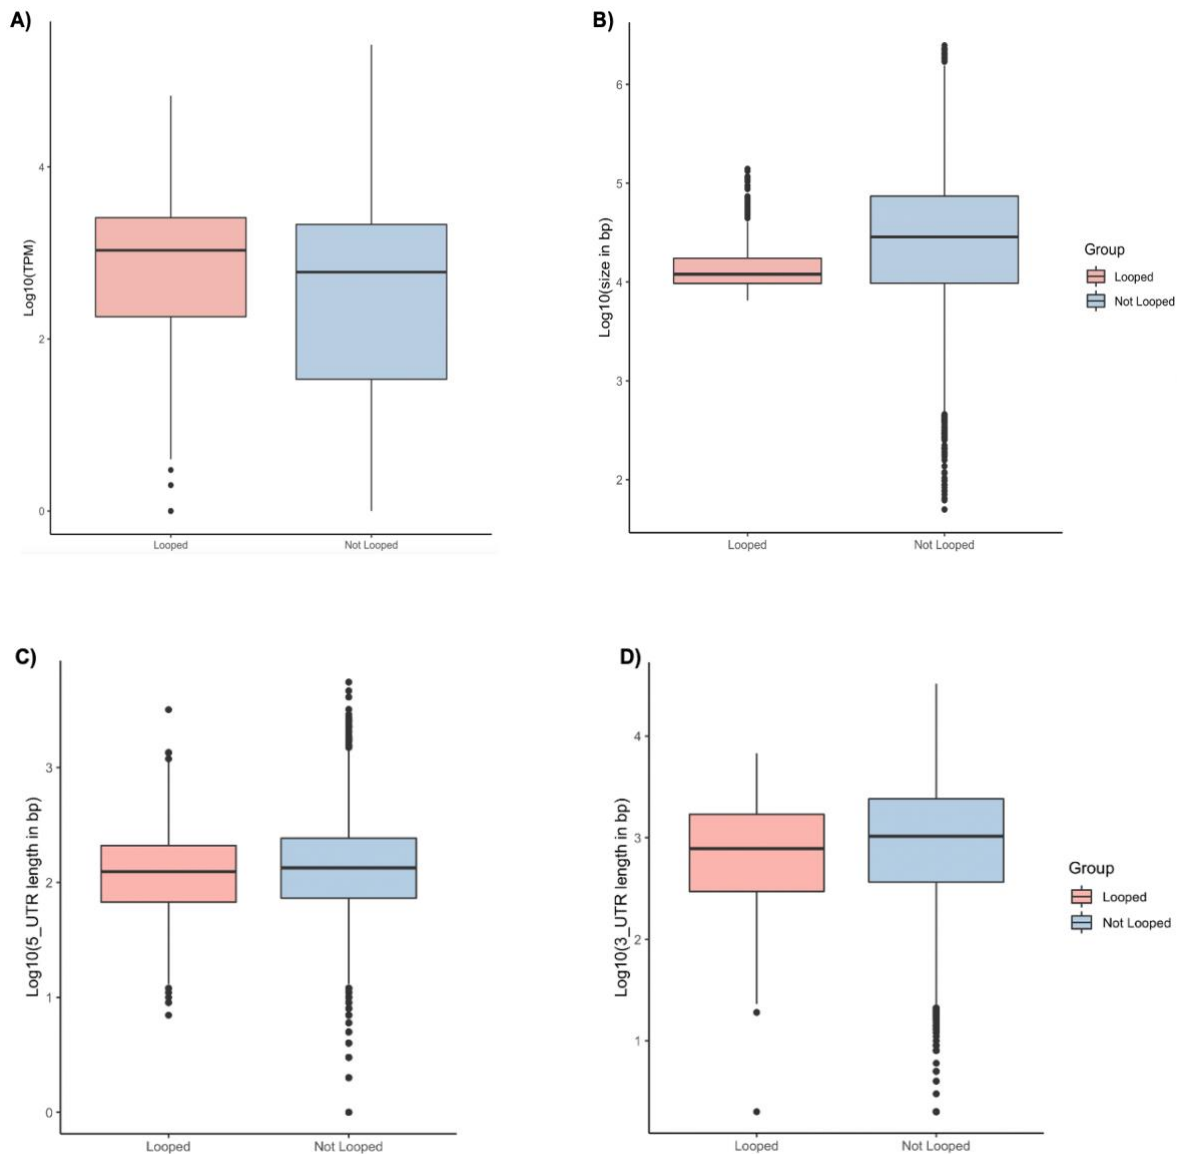 A)
Log10(TPM)
4
2
0
Looped Not Looped
B)
Log10(size in bp)
6
5
4
3
2
Looped Not Looped
Group
Looped
Not Looped
C)
Log10(5_UTR length in bp)
3
2
1
0
Looped Not Looped
D)
Log10(3_UTR length in bp)
4
3
2
1
Looped Not Looped
Group
Looped
Not Looped